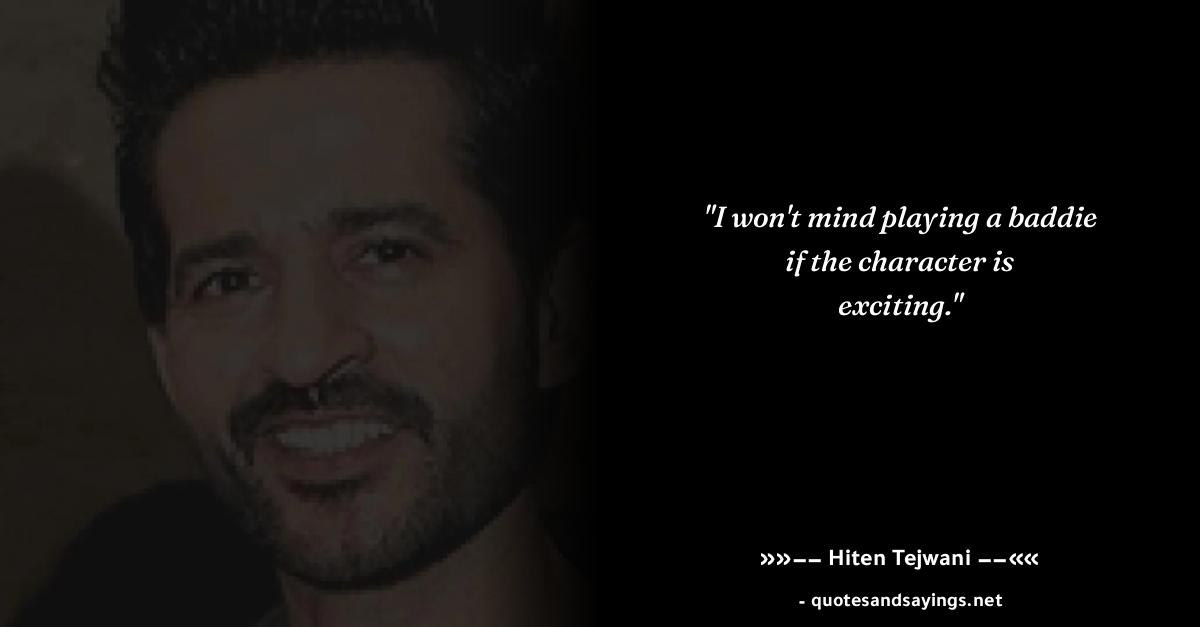 "I won't mind playing a baddie
if the character is
exciting."
»»−− Hiten Tejwani −−««
- quotesandsayings.net